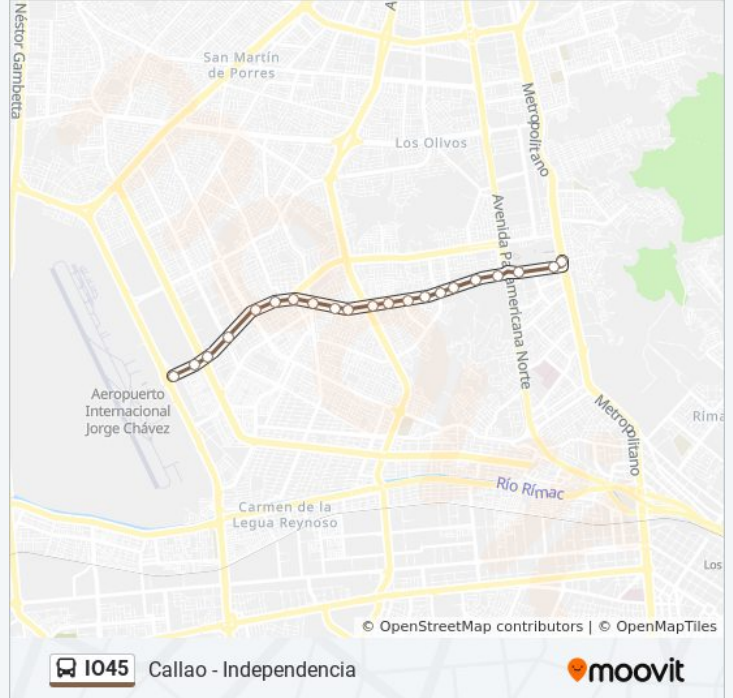 Néstor Gambetta
A
San Martín
de Porres
Metropolitano
Los Olivos
Avenida Panamericana Norte
Aeropuerto
Internacional
Jorge Chávez
Metropolitano
Ríma
Río Rímac
Carmen de la
Legua Reynoso
Los
© OpenStreetMap contributors | © OpenMapTiles
IO45 Callao - Independencia
moovit